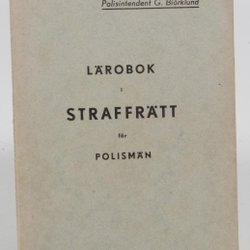 Polisintendent G. Björklund
LÄROBOK
i
STRAFFRÄTT
för
POLISMÄN